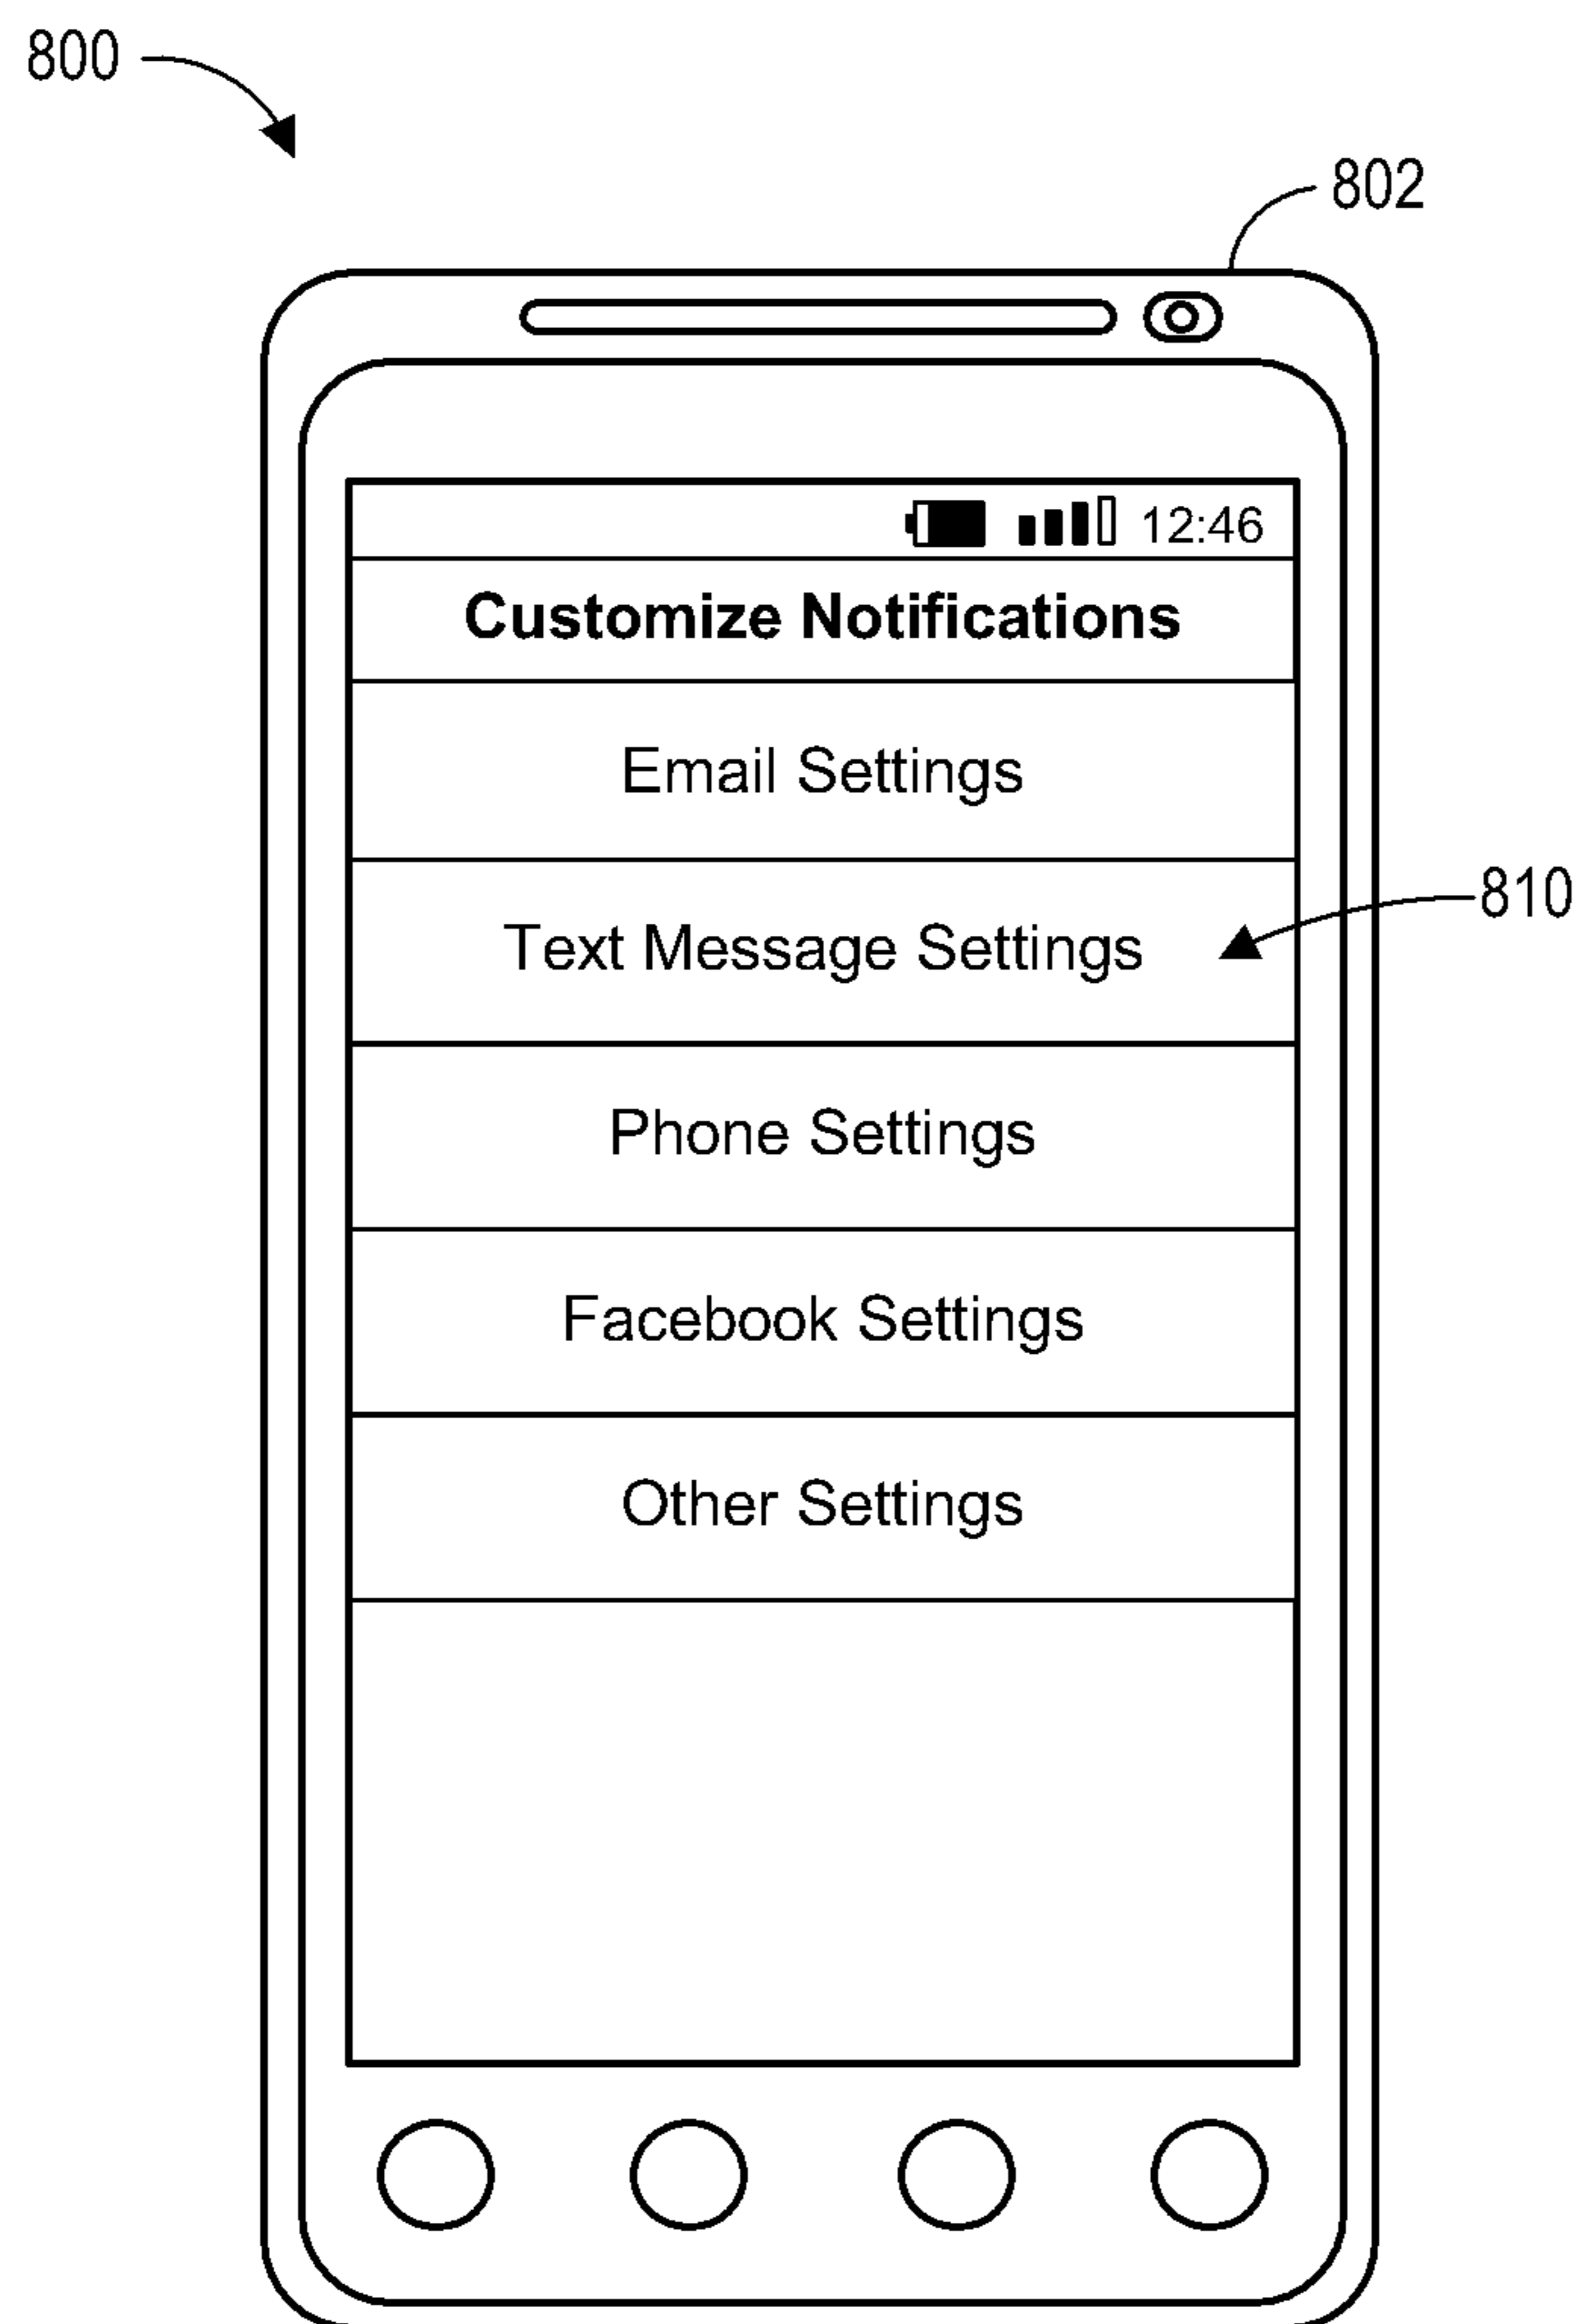 800
802
12:46
Customize Notifications
Email Settings
Text Message Settings
810
Phone Settings
Facebook Settings
Other Settings